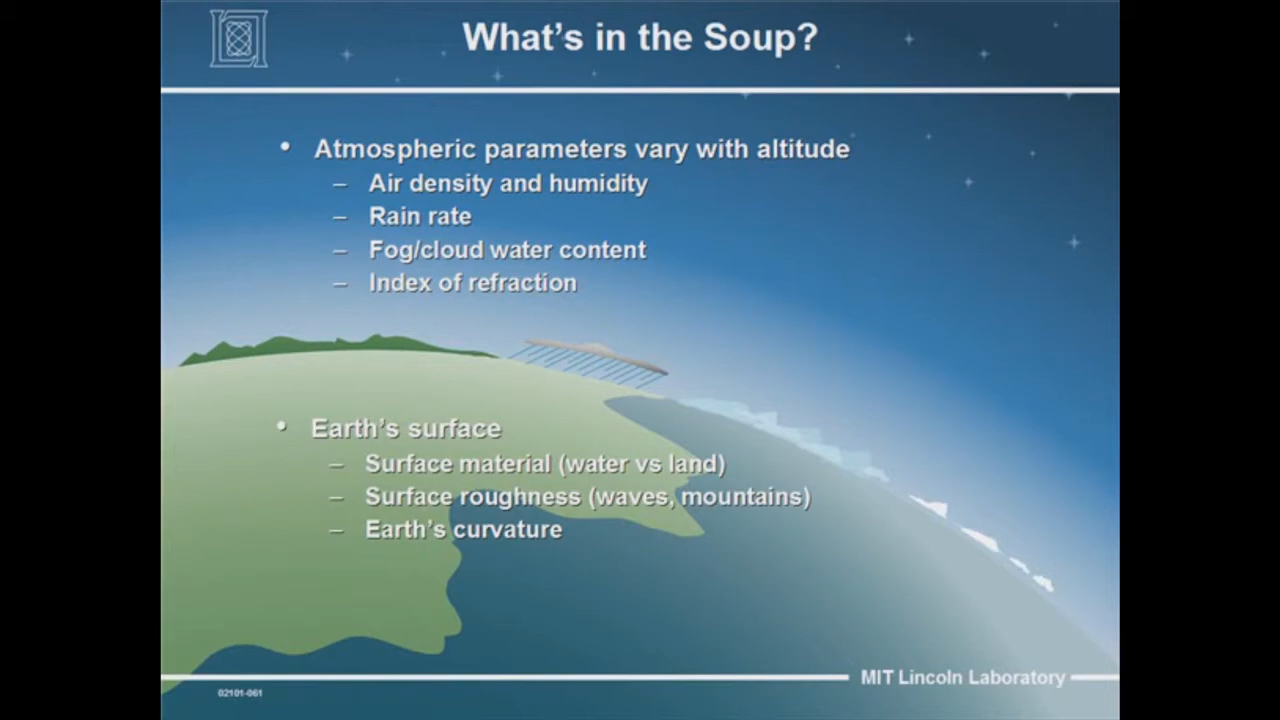 What's in the Soup?
• Atmospheric parameters vary with altitude
– Air density and humidity
– Rain rate
– Fog/cloud water content
– Index of refraction
• Earth's surface
– Surface material (water vs land)
– Surface roughness (waves, mountains)
– Earth's curvature
MIT Lincoln Laboratory
02101-061